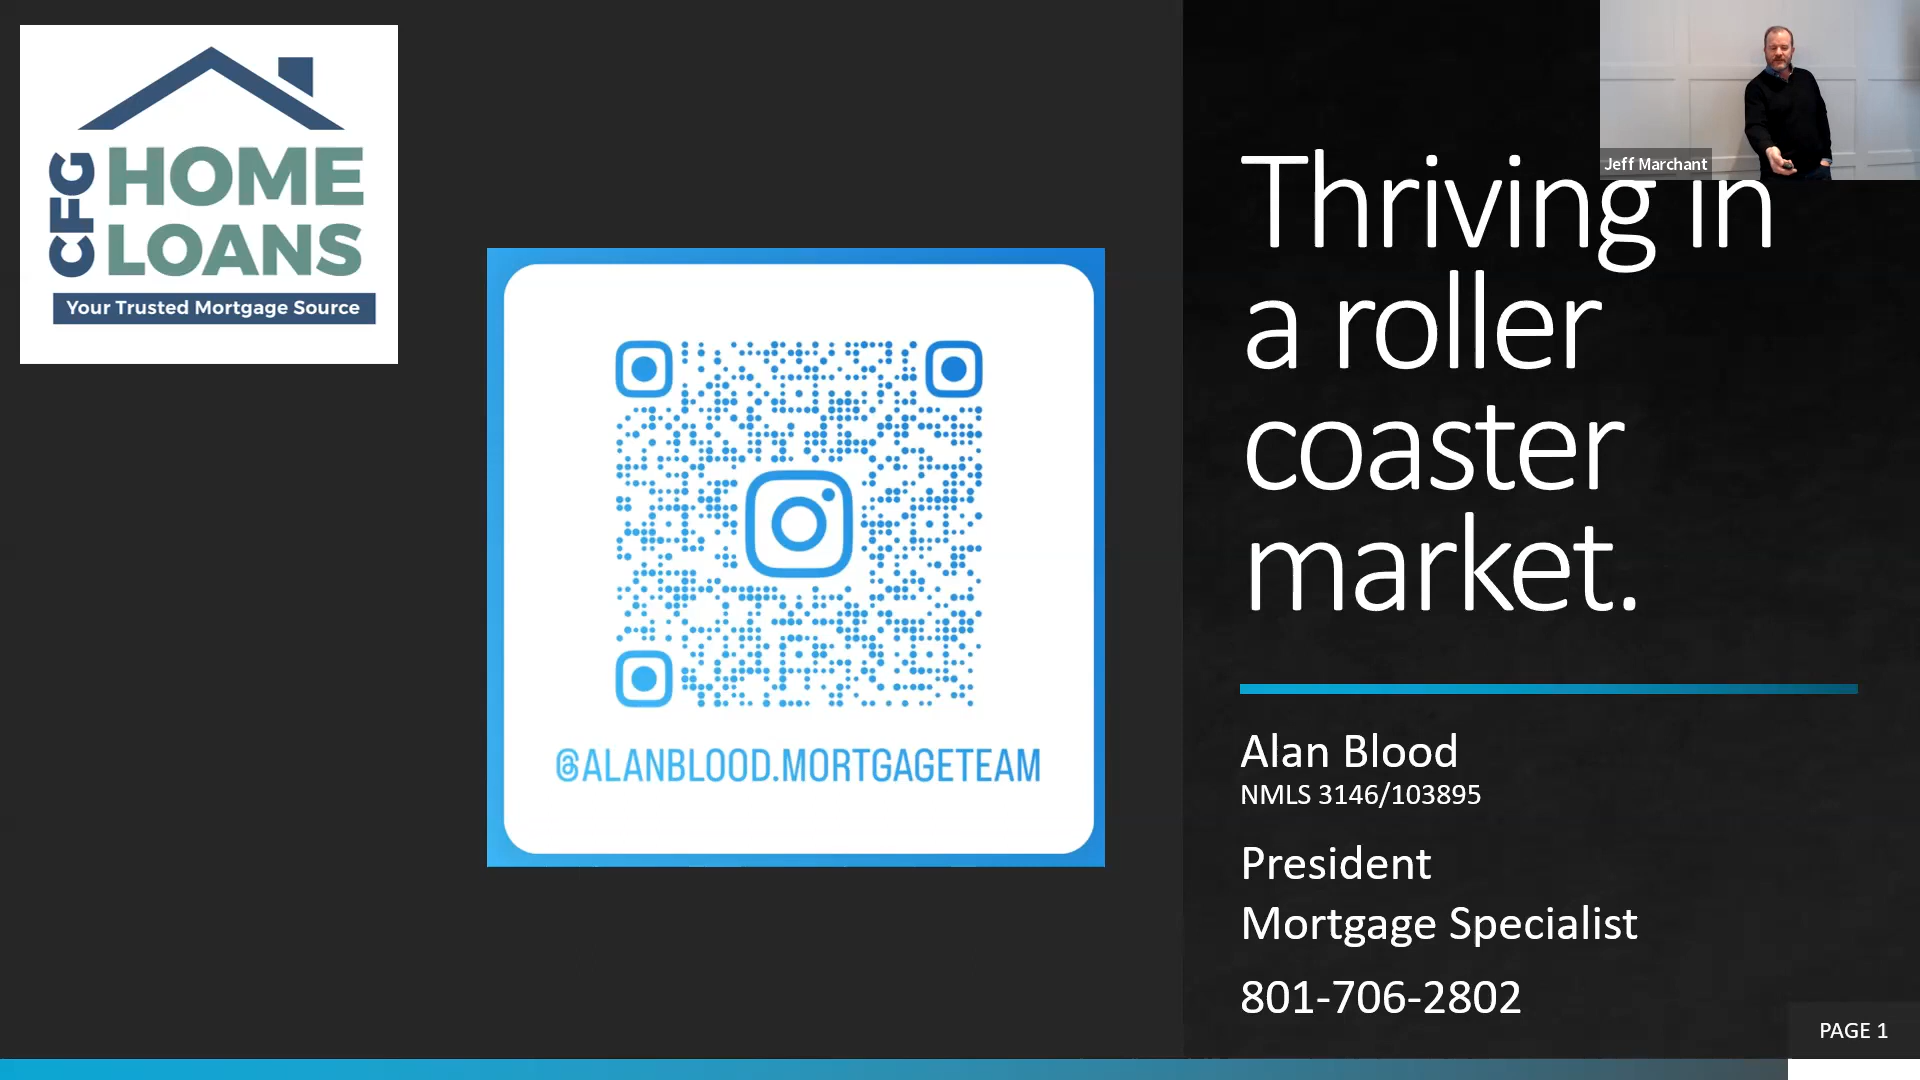 CFG
HOME
LOANS
Your Trusted Mortgage Source
@ALANBLOOD.MORTGAGETEAM
Jeff Marchant
Thriving in
a roller
coaster
market.
Alan Blood
NMLS 3146/103895
President
Mortgage Specialist
801-706-2802
PAGE 1